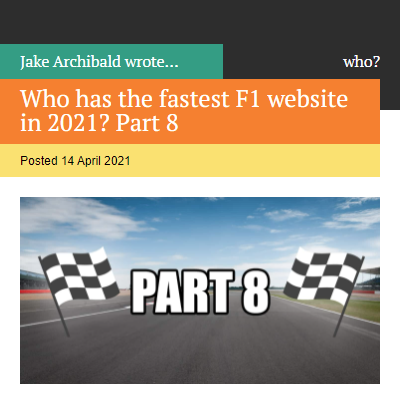 Jake Archibald wrote...
who?
Who has the fastest F1 website
in 2021? Part 8
Posted 14 April 2021
PART 8